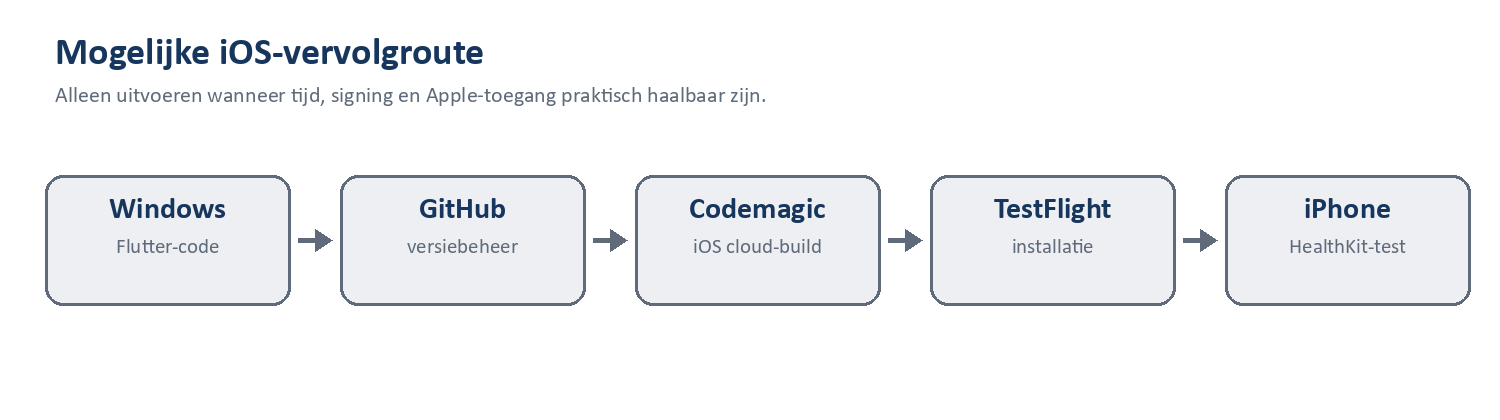 Mogelijke iOS-vervolgroute
Alleen uitvoeren wanneer tijd, signing en Apple-toegang praktisch haalbaar zijn.
Windows
Flutter-code
GitHub
versiebeheer
Codemagic
iOS cloud-build
TestFlight
installatie
iPhone
HealthKit-test